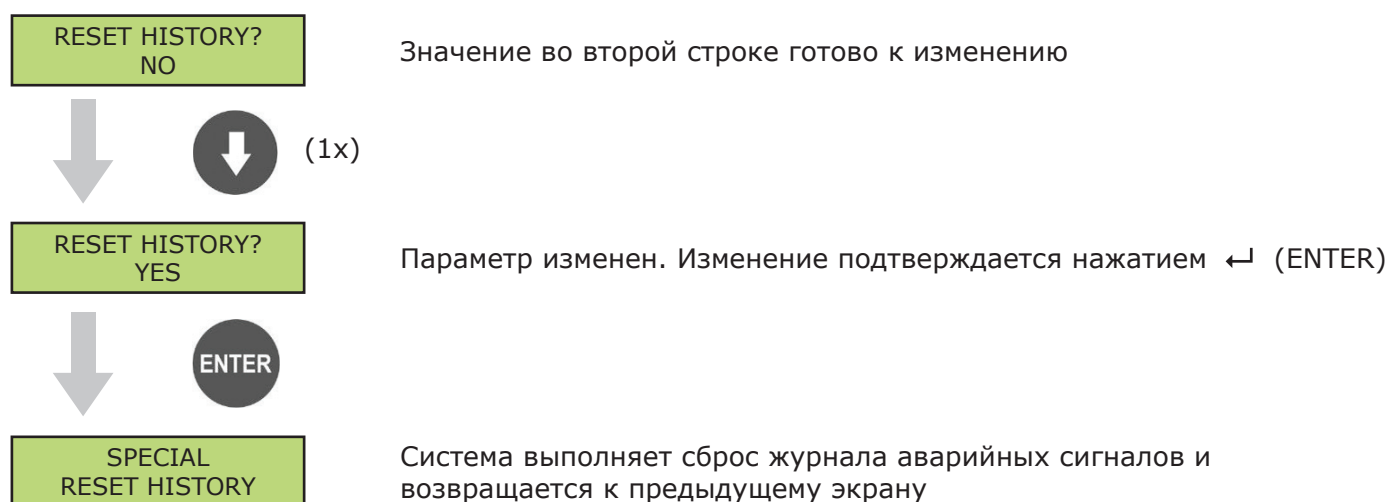 RESET HISTORY?
NO
Значение во второй строке готово к изменению
(1x)
RESET HISTORY?
YES
Параметр изменен. Изменение подтверждается нажатием ↵ (ENTER)
ENTER
SPECIAL
RESET HISTORY
Система выполняет сброс журнала аварийных сигналов и
возвращается к предыдущему экрану